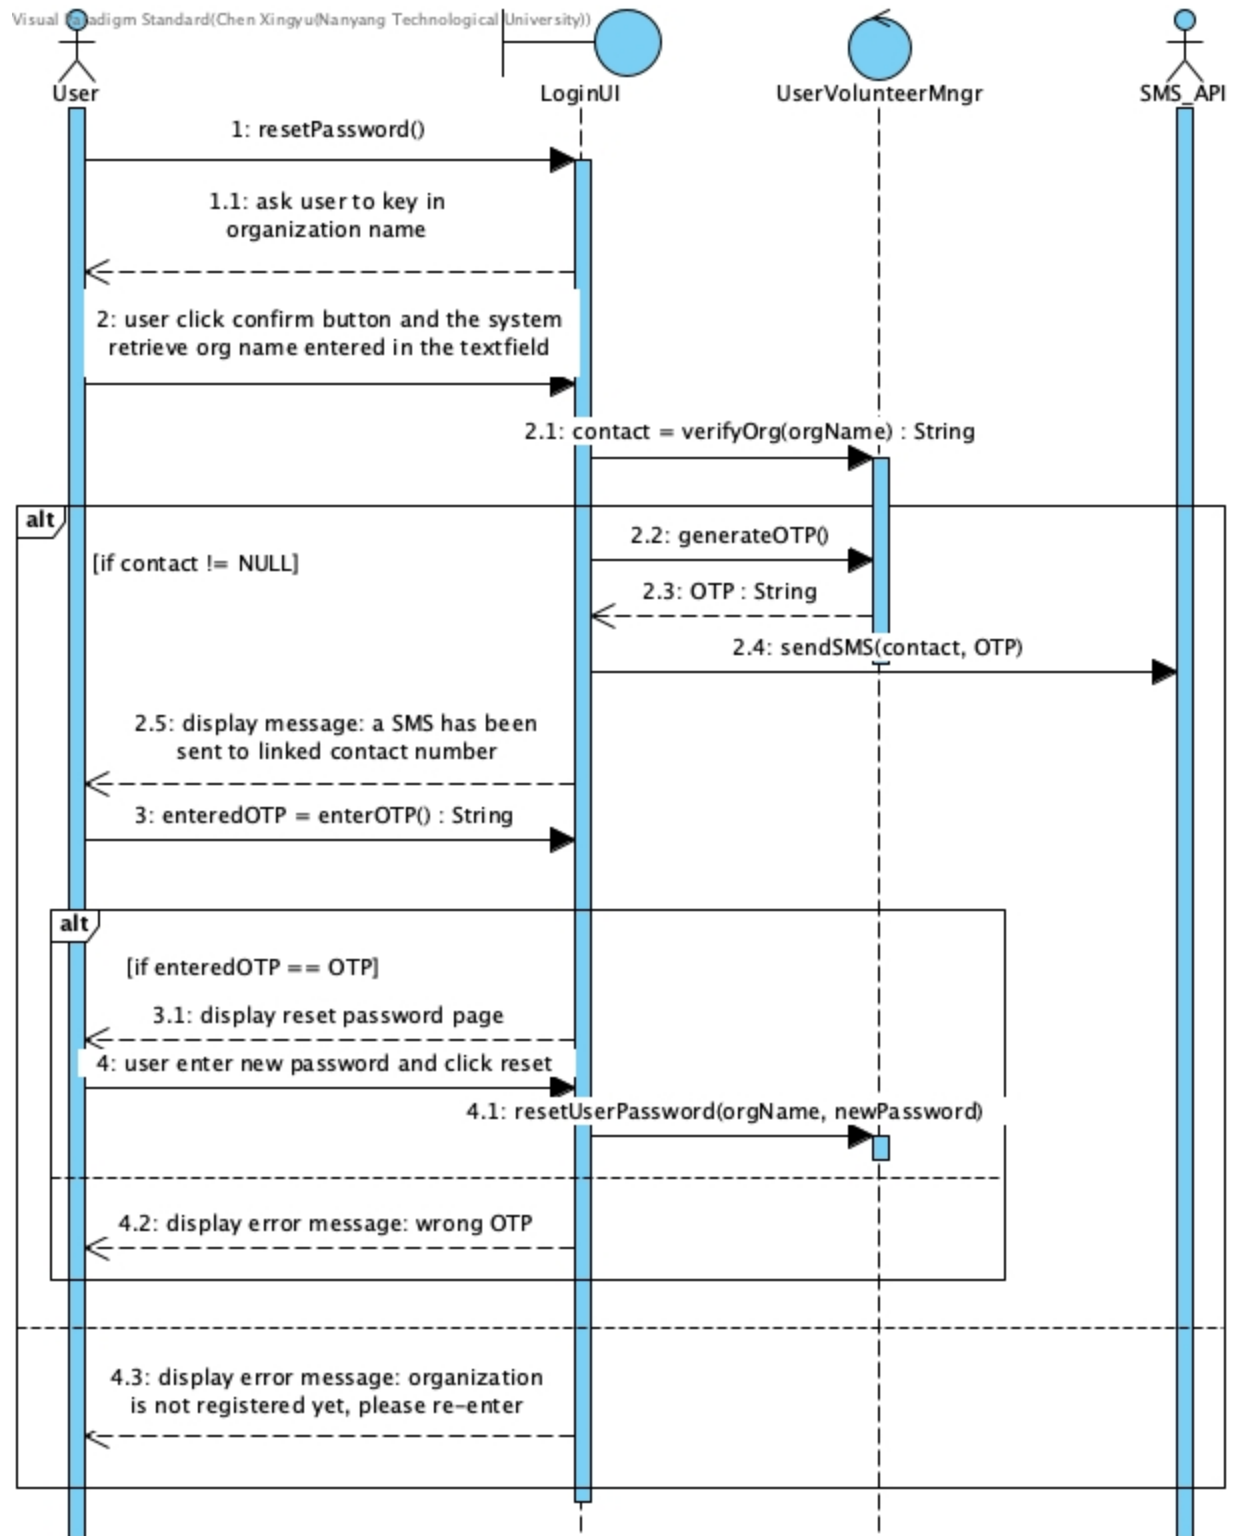 Visual Paradigm Standard(Chen Xingyu(Nanyang Technological University))
User
LoginUI
UserVolunteerMngr
SMS_API
1: resetPassword()
1.1: ask user to key in
organization name
2: user click confirm button and the system
retrieve org name entered in the textfield
2.1: contact = verifyOrg(orgName) : String
alt
[if contact != NULL]
2.2: generateOTP()
2.3: OTP : String
2.4: sendSMS(contact, OTP)
2.5: display message: a SMS has been
sent to linked contact number
3: enteredOTP = enterOTP() : String
alt
[if enteredOTP == OTP]
3.1: display reset password page
4: user enter new password and click reset
4.1: resetUserPassword(orgName, newPassword)
4.2: display error message: wrong OTP
4.3: display error message: organization
is not registered yet, please re-enter